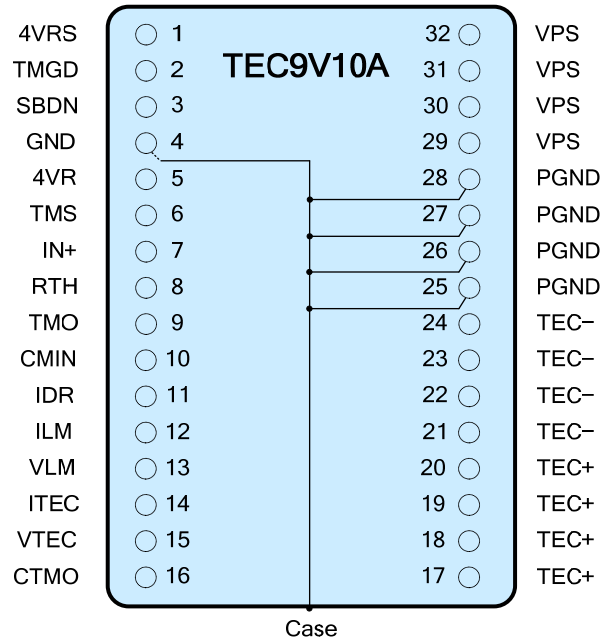 4VRS 1 TEC9V10A 32 VPS
TMGD 2 31 VPS
SBDN 3 30 VPS
GND 4 29 VPS
4VR 5 28 PGND
TMS 6 27 PGND
IN+ 7 26 PGND
RTH 8 25 PGND
TMO 9 24 TEC−
CMIN 10 23 TEC−
IDR 11 22 TEC−
ILM 12 21 TEC−
VLM 13 20 TEC+
ITEC 14 19 TEC+
VTEC 15 18 TEC+
CTMO 16 17 TEC+
Case